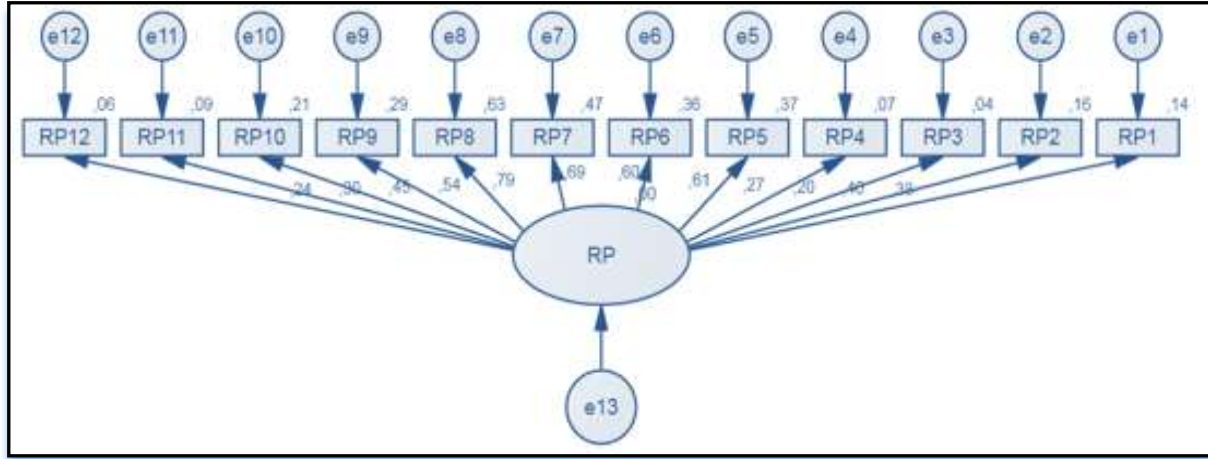 e12 e11 e10 e9 e8 e7 e6 e5 e4 e3 e2 e1
,06 ,09 ,21 ,29 ,63 ,47 ,36 ,37 ,07 ,04 ,16 ,14
RP12 RP11 RP10 RP9 RP8 RP7 RP6 RP5 RP4 RP3 RP2 RP1
,24 ,30 ,45 ,54 ,79 ,69 ,60 ,61 ,27 ,20 ,40 ,38
,00
RP
e13